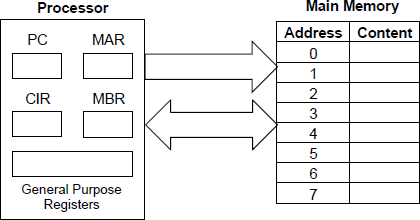 Processor
PC MAR
CIR MBR
General Purpose
Registers
Main Memory
Address Content
0
1
2
3
4
5
6
7